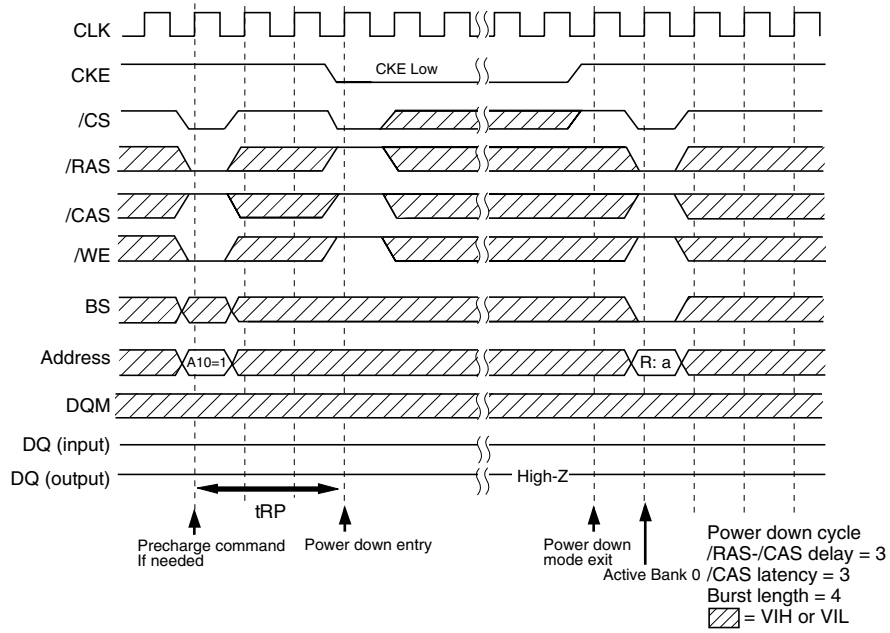 CLK
CKE
CKE Low
/CS
/RAS
/CAS
/WE
BS
Address
A10=1
R: a
DQM
DQ (input)
DQ (output)
High-Z
tRP
Precharge command
If needed
Power down entry
Power down
mode exit
Active Bank 0
Power down cycle
/RAS-/CAS delay = 3
/CAS latency = 3
Burst length = 4
= VIH or VIL